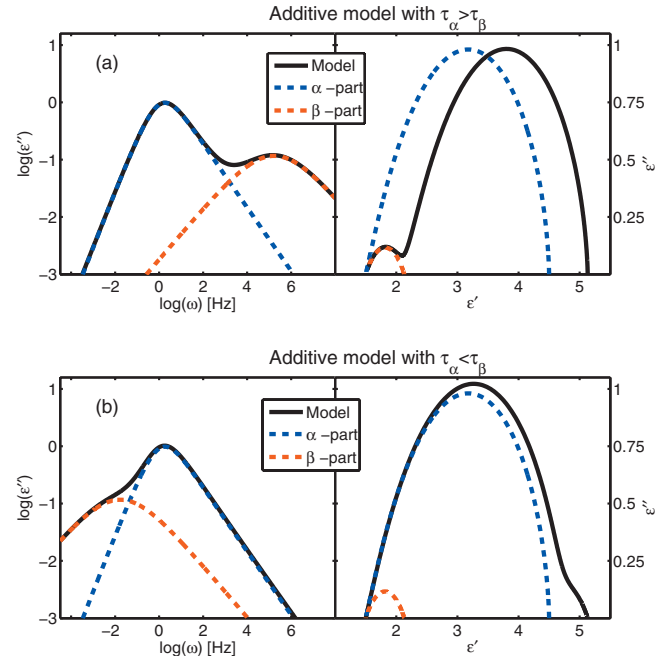 Additive model with τα>τβ
(a)
Model
α -part
β -part
log(ε″)
1
0
−1
−2
−3
−2 0 2 4 6
log(ω) [Hz]
1
0.75
0.5
0.25
ε″
2 3 4 5
ε′
Additive model with τα<τβ
(b)
Model
α -part
β -part
log(ε″)
1
0
−1
−2
−3
−2 0 2 4 6
log(ω) [Hz]
1
0.75
0.5
0.25
ε″
2 3 4 5
ε′